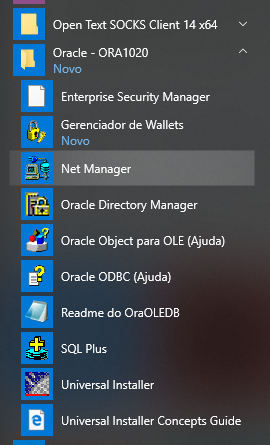 Open Text SOCKS Client 14 x64
Oracle - ORA1020
Novo
Enterprise Security Manager
Gerenciador de Wallets
Novo
Net Manager
Oracle Directory Manager
Oracle Object para OLE (Ajuda)
Oracle ODBC (Ajuda)
Readme do OraOLEDB
SQL Plus
Universal Installer
Universal Installer Concepts Guide